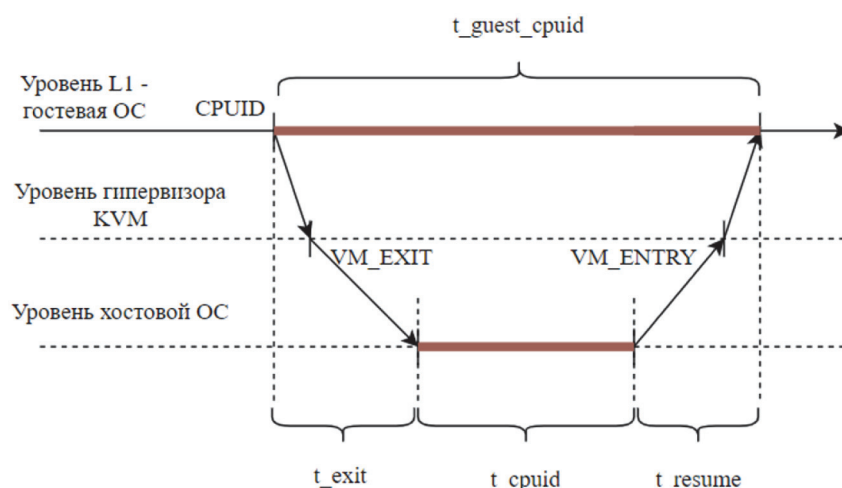 t_guest_cpuid
Уровень L1 -
гостевая ОС
CPUID
Уровень гипервизора
KVM
VM_EXIT
VM_ENTRY
Уровень хостовой ОС
t_exit
t_cpuid
t_resume